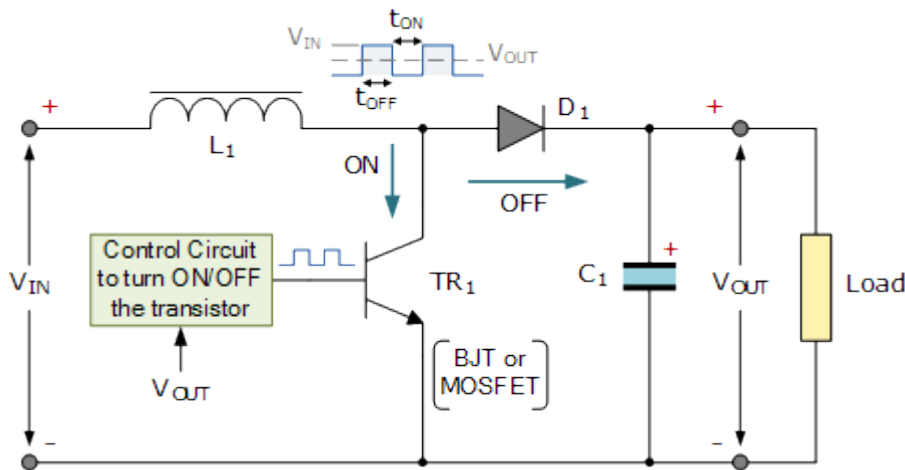 tON
VIN
VOUT
tOFF
+
L1
D1
+
ON
OFF
Control Circuit
to turn ON/OFF
the transistor
VIN
TR1
C1
+
VOUT
Load
VOUT
[BJT or
MOSFET]
-
-